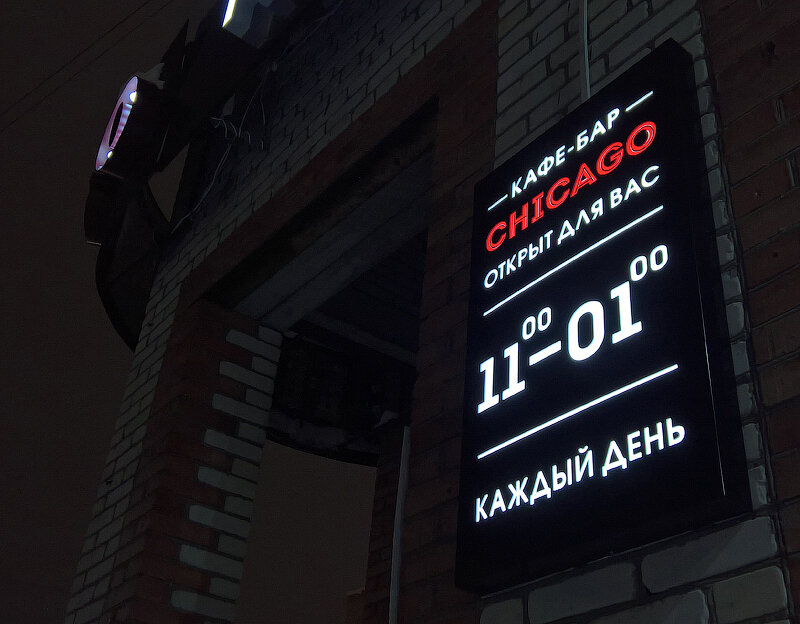 — КАФЕ-БАР —
CHICAGO
ОТКРЫТ ДЛЯ ВАС
11⁰⁰–01⁰⁰
КАЖДЫЙ ДЕНЬ